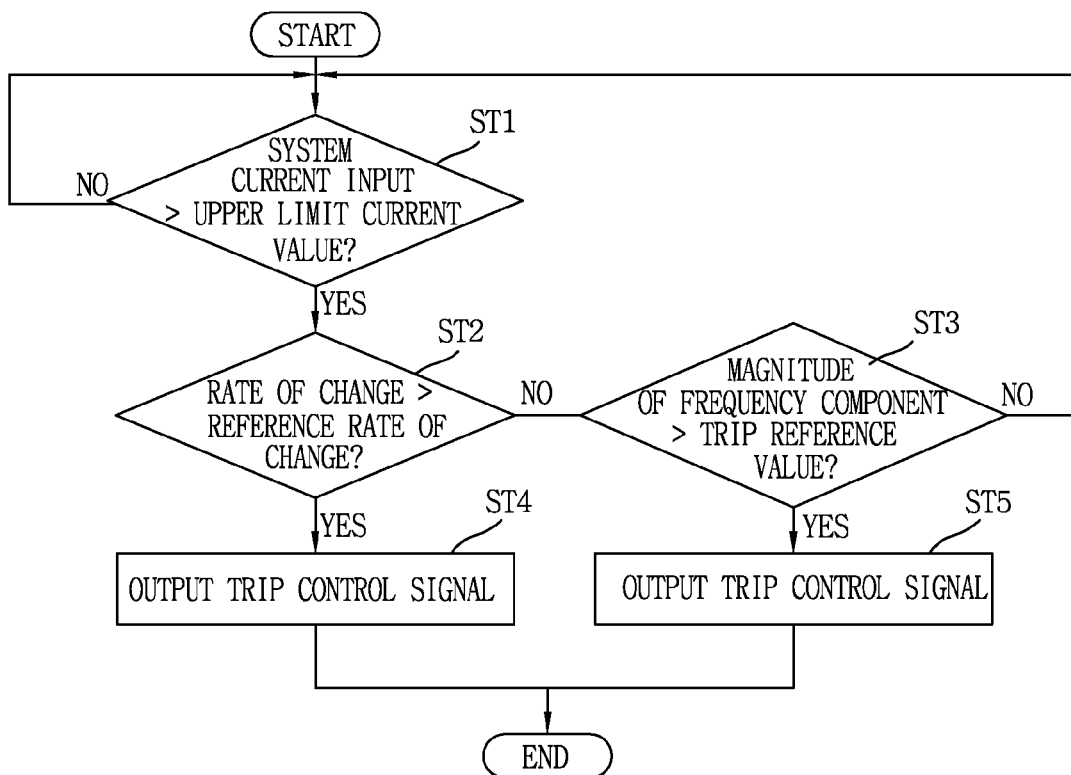 START
ST1
SYSTEM
CURRENT INPUT
> UPPER LIMIT CURRENT
VALUE?
NO
YES
ST2
RATE OF CHANGE >
REFERENCE RATE OF
CHANGE?
NO
ST3
MAGNITUDE
OF FREQUENCY COMPONENT
> TRIP REFERENCE
VALUE?
NO
YES
ST4
OUTPUT TRIP CONTROL SIGNAL
YES
ST5
OUTPUT TRIP CONTROL SIGNAL
END